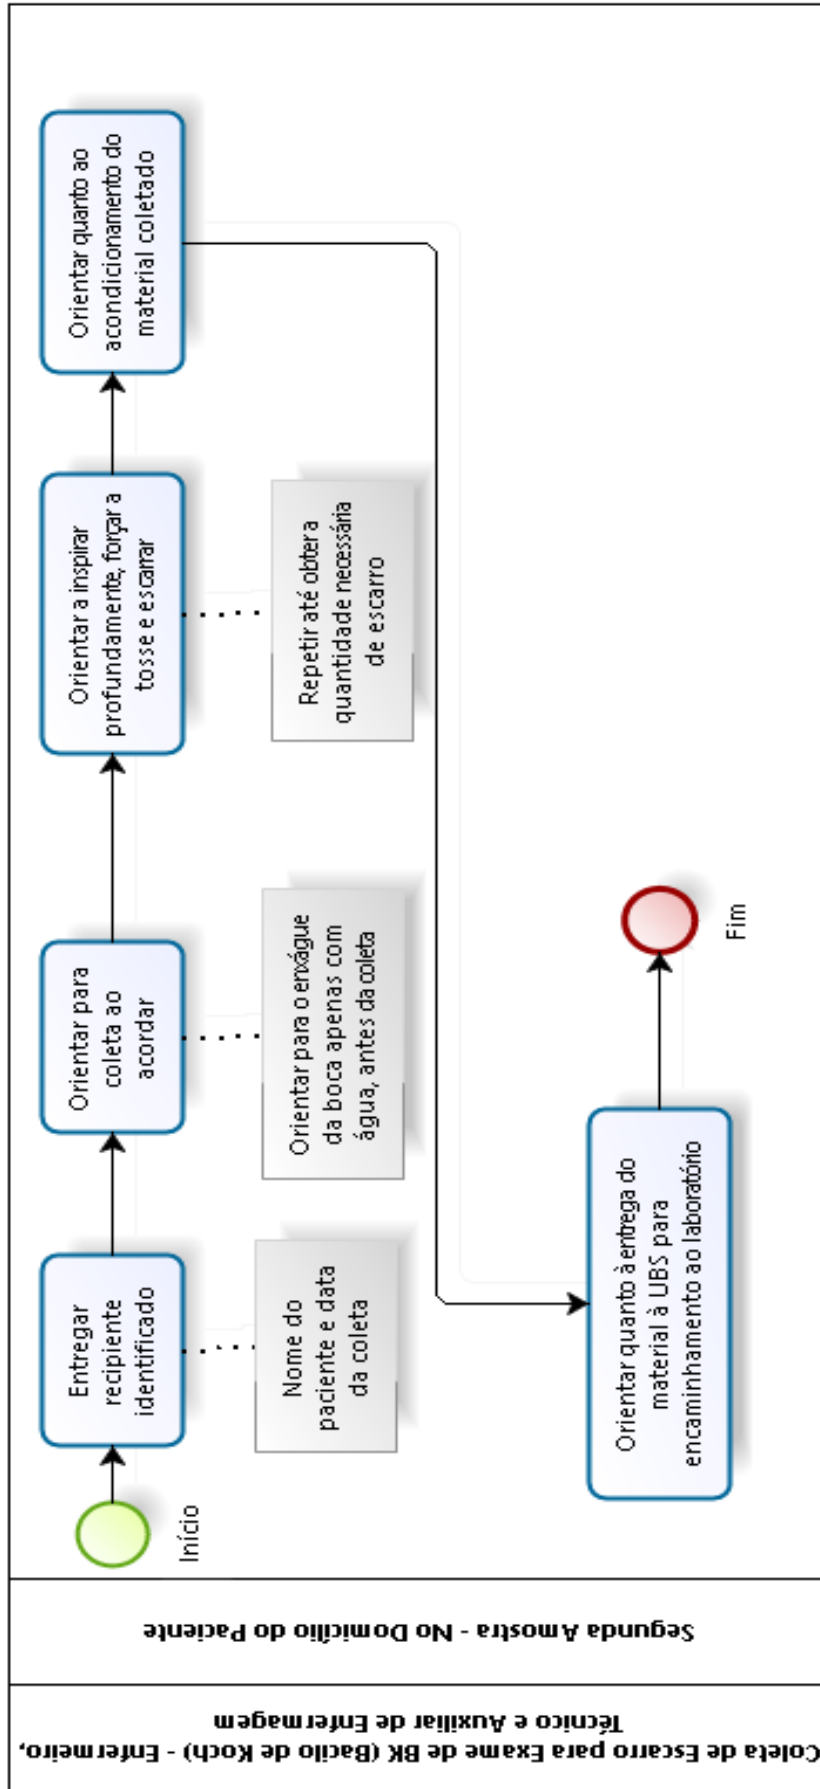 Coleta de Escarro para Exame de BK (Bacilo de Koch) - Enfermeiro,
Técnico e Auxiliar de Enfermagem
Segunda Amostra - No Domicílio do Paciente
Início
Entregar
recipiente
identificado
Nome do
paciente e data
da coleta
Orientar para
coleta ao
acordar
Orientar para o enxágue
da boca apenas com
água, antes da coleta
Orientar a inspirar
profundamente, forçar a
tosse e escarrar
Repetir até obter a
quantidade necessária
de escarro
Orientar quanto ao
acondicionamento do
material coletado
Orientar quanto à entrega do
material à UBS para
encaminhamento ao laboratório
Fim